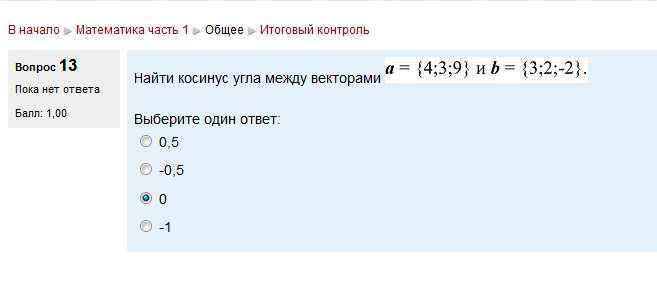 В начало ► Математика часть 1 ► Общее ► Итоговый контроль
Вопрос 13
Пока нет ответа
Балл: 1,00
Найти косинус угла между векторами a = {4;3;9} и b = {3;2;-2}.
Выберите один ответ:
0,5
-0,5
0
-1